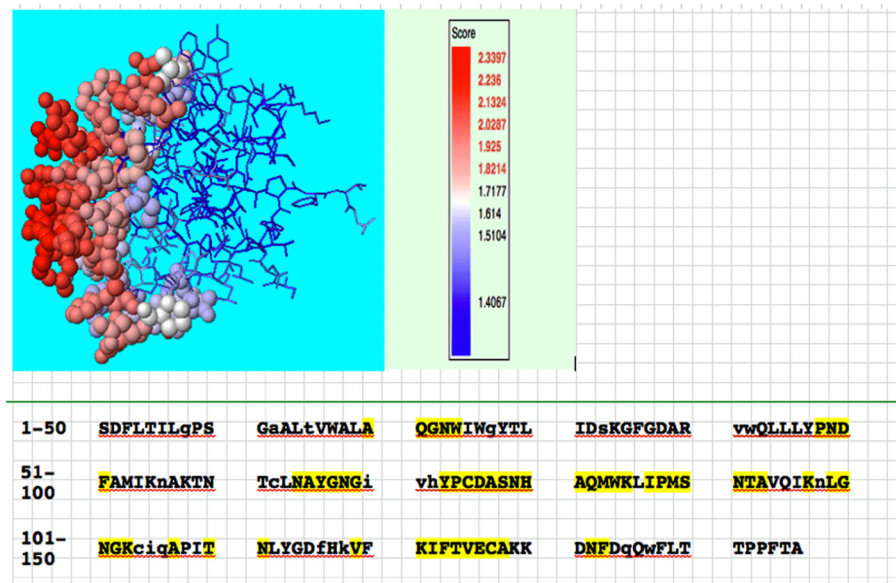 Score
2.3397
2.236
2.1324
2.0287
1.925
1.8214
1.7177
1.614
1.5104
1.4067
1-50 SDFLTILgPS GaALtVWALA QGNWIWgYTL IDsKGFGDAR vwQLLLYPND
51-100 FAMIKnAKTN TcLNAYGNGi vhYPCDASNH AQMWKLIPMS NTAVQIKnLG
101-150 NGKciqAPIT NLYGDfHkVF KIFTVECAKK DNFDqQwFLT TPPFTA